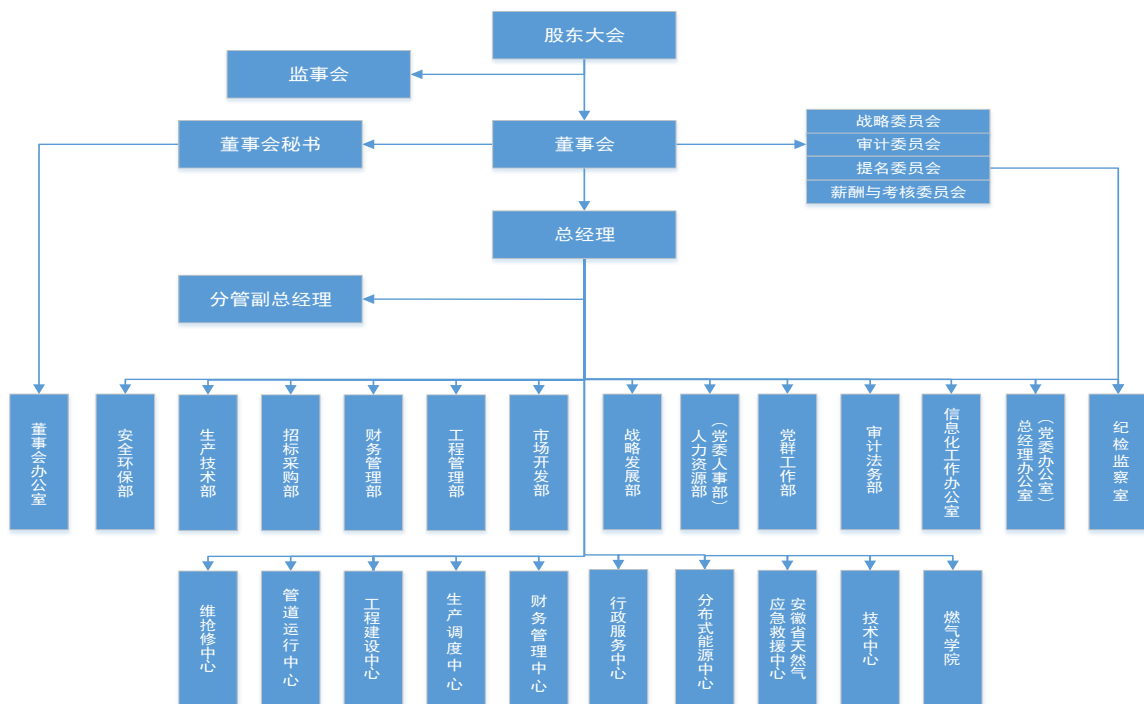 股东大会
监事会
董事会秘书
董事会
战略委员会
审计委员会
提名委员会
薪酬与考核委员会
总经理
分管副总经理
董事会办公室
安全环保部
生产技术部
招标采购部
财务管理部
工程管理部
市场开发部
战略发展部
（党委人事部）
人力资源部
党群工作部
审计法务部
信息化工作办公室
（党委办公室）
总经理办公室
纪检监察室
维抢修中心
管道运行中心
工程建设中心
生产调度中心
财务管理中心
行政服务中心
分布式能源中心
安徽省天然气
应急救援中心
技术中心
燃气学院